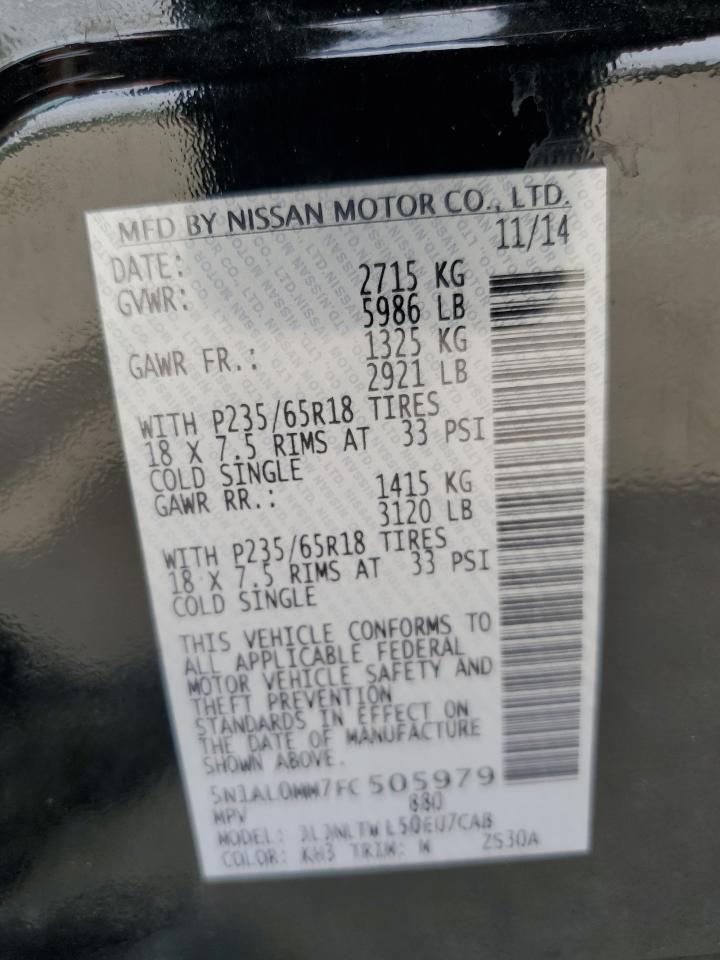 MFD BY NISSAN MOTOR CO., LTD.
DATE: 11/14
GVWR: 2715 KG
5986 LB
GAWR FR.: 1325 KG
2921 LB
WITH P235/65R18 TIRES
18 X 7.5 RIMS AT 33 PSI
COLD SINGLE
GAWR RR.: 1415 KG
3120 LB
WITH P235/65R18 TIRES
18 X 7.5 RIMS AT 33 PSI
COLD SINGLE
THIS VEHICLE CONFORMS TO
ALL APPLICABLE FEDERAL
MOTOR VEHICLE SAFETY AND
THEFT PREVENTION
STANDARDS IN EFFECT ON
THE DATE OF MANUFACTURE
SHOWN ABOVE.
5N1AL0MM7FC 505979
MPV 880
MODEL:
COLOR: KH3 TRIM: W ZS30A